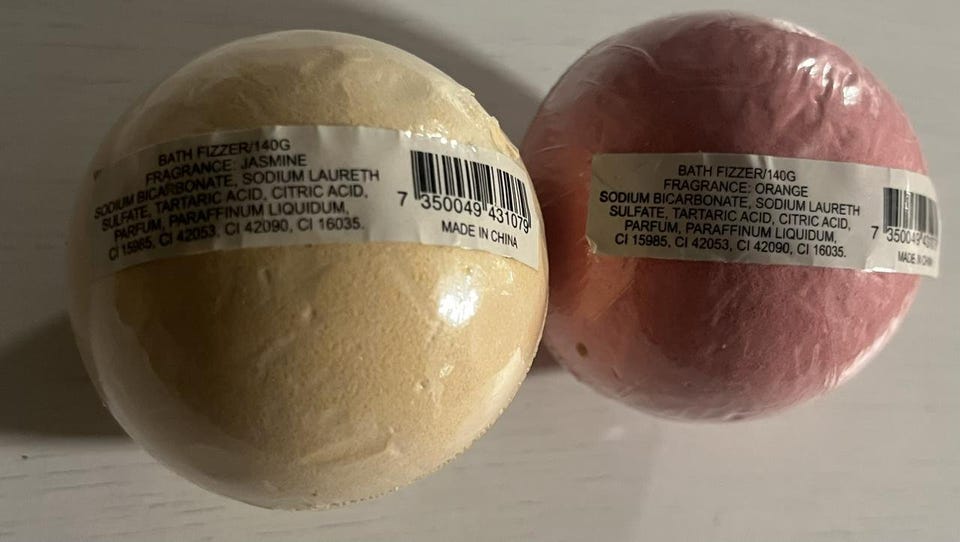 BATH FIZZER/140G
FRAGRANCE: JASMINE
SODIUM BICARBONATE, SODIUM LAURETH
SULFATE, TARTARIC ACID, CITRIC ACID,
PARFUM, PARAFFINUM LIQUIDUM,
CI 15985, CI 42053, CI 42090, CI 16035.
7 350049 431079
MADE IN CHINA
BATH FIZZER/140G
FRAGRANCE: ORANGE
SODIUM BICARBONATE, SODIUM LAURETH
SULFATE, TARTARIC ACID, CITRIC ACID,
PARFUM, PARAFFINUM LIQUIDUM,
CI 15985, CI 42053, CI 42090, CI 16035.
7 350049 431079
MADE IN CHINA